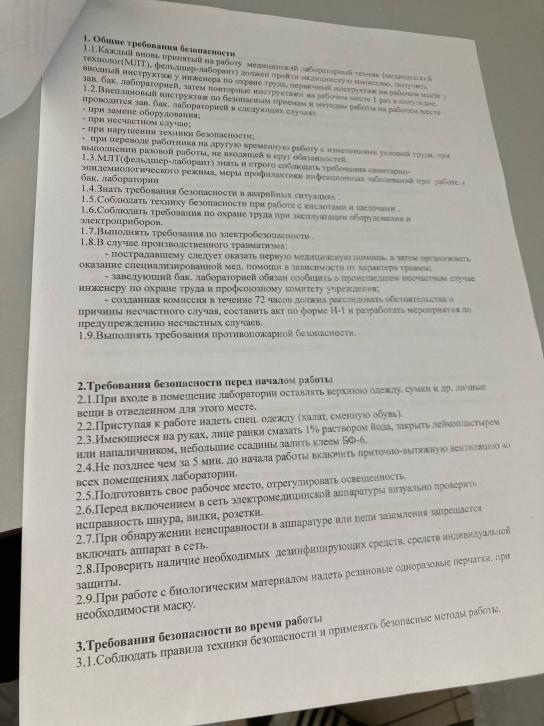 1. Общие требования безопасности
1.1.Каждый вновь принятый на работу медицинский лабораторный техник (медицинский
технолог(МЛТ), фельдшер-лаборант) должен пройти медицинскую комиссию, получить
вводный инструктаж у инженера по охране труда, первичный инструктаж на рабочем месте у
зав. бак. лабораторией, затем повторные инструктажи на рабочем месте 1 раз в полугодие.
1.2.Внеплановый инструктаж по безопасным приемам и методам работы на рабочем месте
проводится зав. бак. лабораторией в следующих случаях
- при замене оборудования;
- при несчастном случае;
- при нарушении техники безопасности;
- при переводе работника на другую временную работу с изменениями условий труда, при
выполнении разовой работы, не входящей в круг обязанностей.
1.3.МЛТ(фельдшер-лаборант) знать и строго соблюдать требования санитарно-
эпидемиологического режима, меры профилактики инфекционных заболеваний при работе в
бак. лаборатории
1.4.Знать требования безопасности в аварийных ситуациях .
1.5.Соблюдать технику безопасности при работе с кислотами и щелочами .
1.6.Соблюдать требования по охране труда при эксплуатации оборудования и
электроприборов.
1.7.Выполнять требования по электробезопасности .
1.8.В случае производственного травматизма:
- пострадавшему следует оказать первую медицинскую помощь, а затем организовать
оказание специализированной мед. помощи в зависимости от характера травмы;
- заведующий бак. лабораторией обязан сообщить о происшедшем несчастном случае
инженеру по охране труда и профсоюзному комитету учреждения;
- созданная комиссия в течение 72 часов должна расследовать обстоятельства и
причины несчастного случая, составить акт по форме Н-1 и разработать мероприятия по
предупреждению несчастных случаев.
1.9.Выполнять требования противопожарной безопасности.
2.Требования безопасности перед началом работы
2.1.При входе в помещение лаборатории оставлять верхнюю одежду, сумки и др. личные
вещи в отведенном для этого месте.
2.2.Приступая к работе надеть спец. одежду (халат, сменную обувь).
2.3.Имеющиеся на руках, лице ранки смазать 1% раствором йода, закрыть лейкопластырем
или напаличником, небольшие ссадины залить клеем БФ-6.
2.4.Не позднее чем за 5 мин. до начала работы включить приточно-вытяжную вентиляцию во
всех помещениях лаборатории.
2.5.Подготовить свое рабочее место, отрегулировать освещенность.
2.6.Перед включением в сеть электромедицинской аппаратуры визуально проверить
исправность шнура, вилки, розетки.
2.7.При обнаружении неисправности в аппаратуре или цепи заземления запрещается
включать аппарат в сеть.
2.8.Проверить наличие необходимых дезинфицирующих средств, средств индивидуальной
защиты.
2.9.При работе с биологическим материалом надеть резиновые одноразовые перчатки, при
необходимости маску.
3.Требования безопасности во время работы
3.1.Соблюдать правила техники безопасности и применять безопасные методы работы.